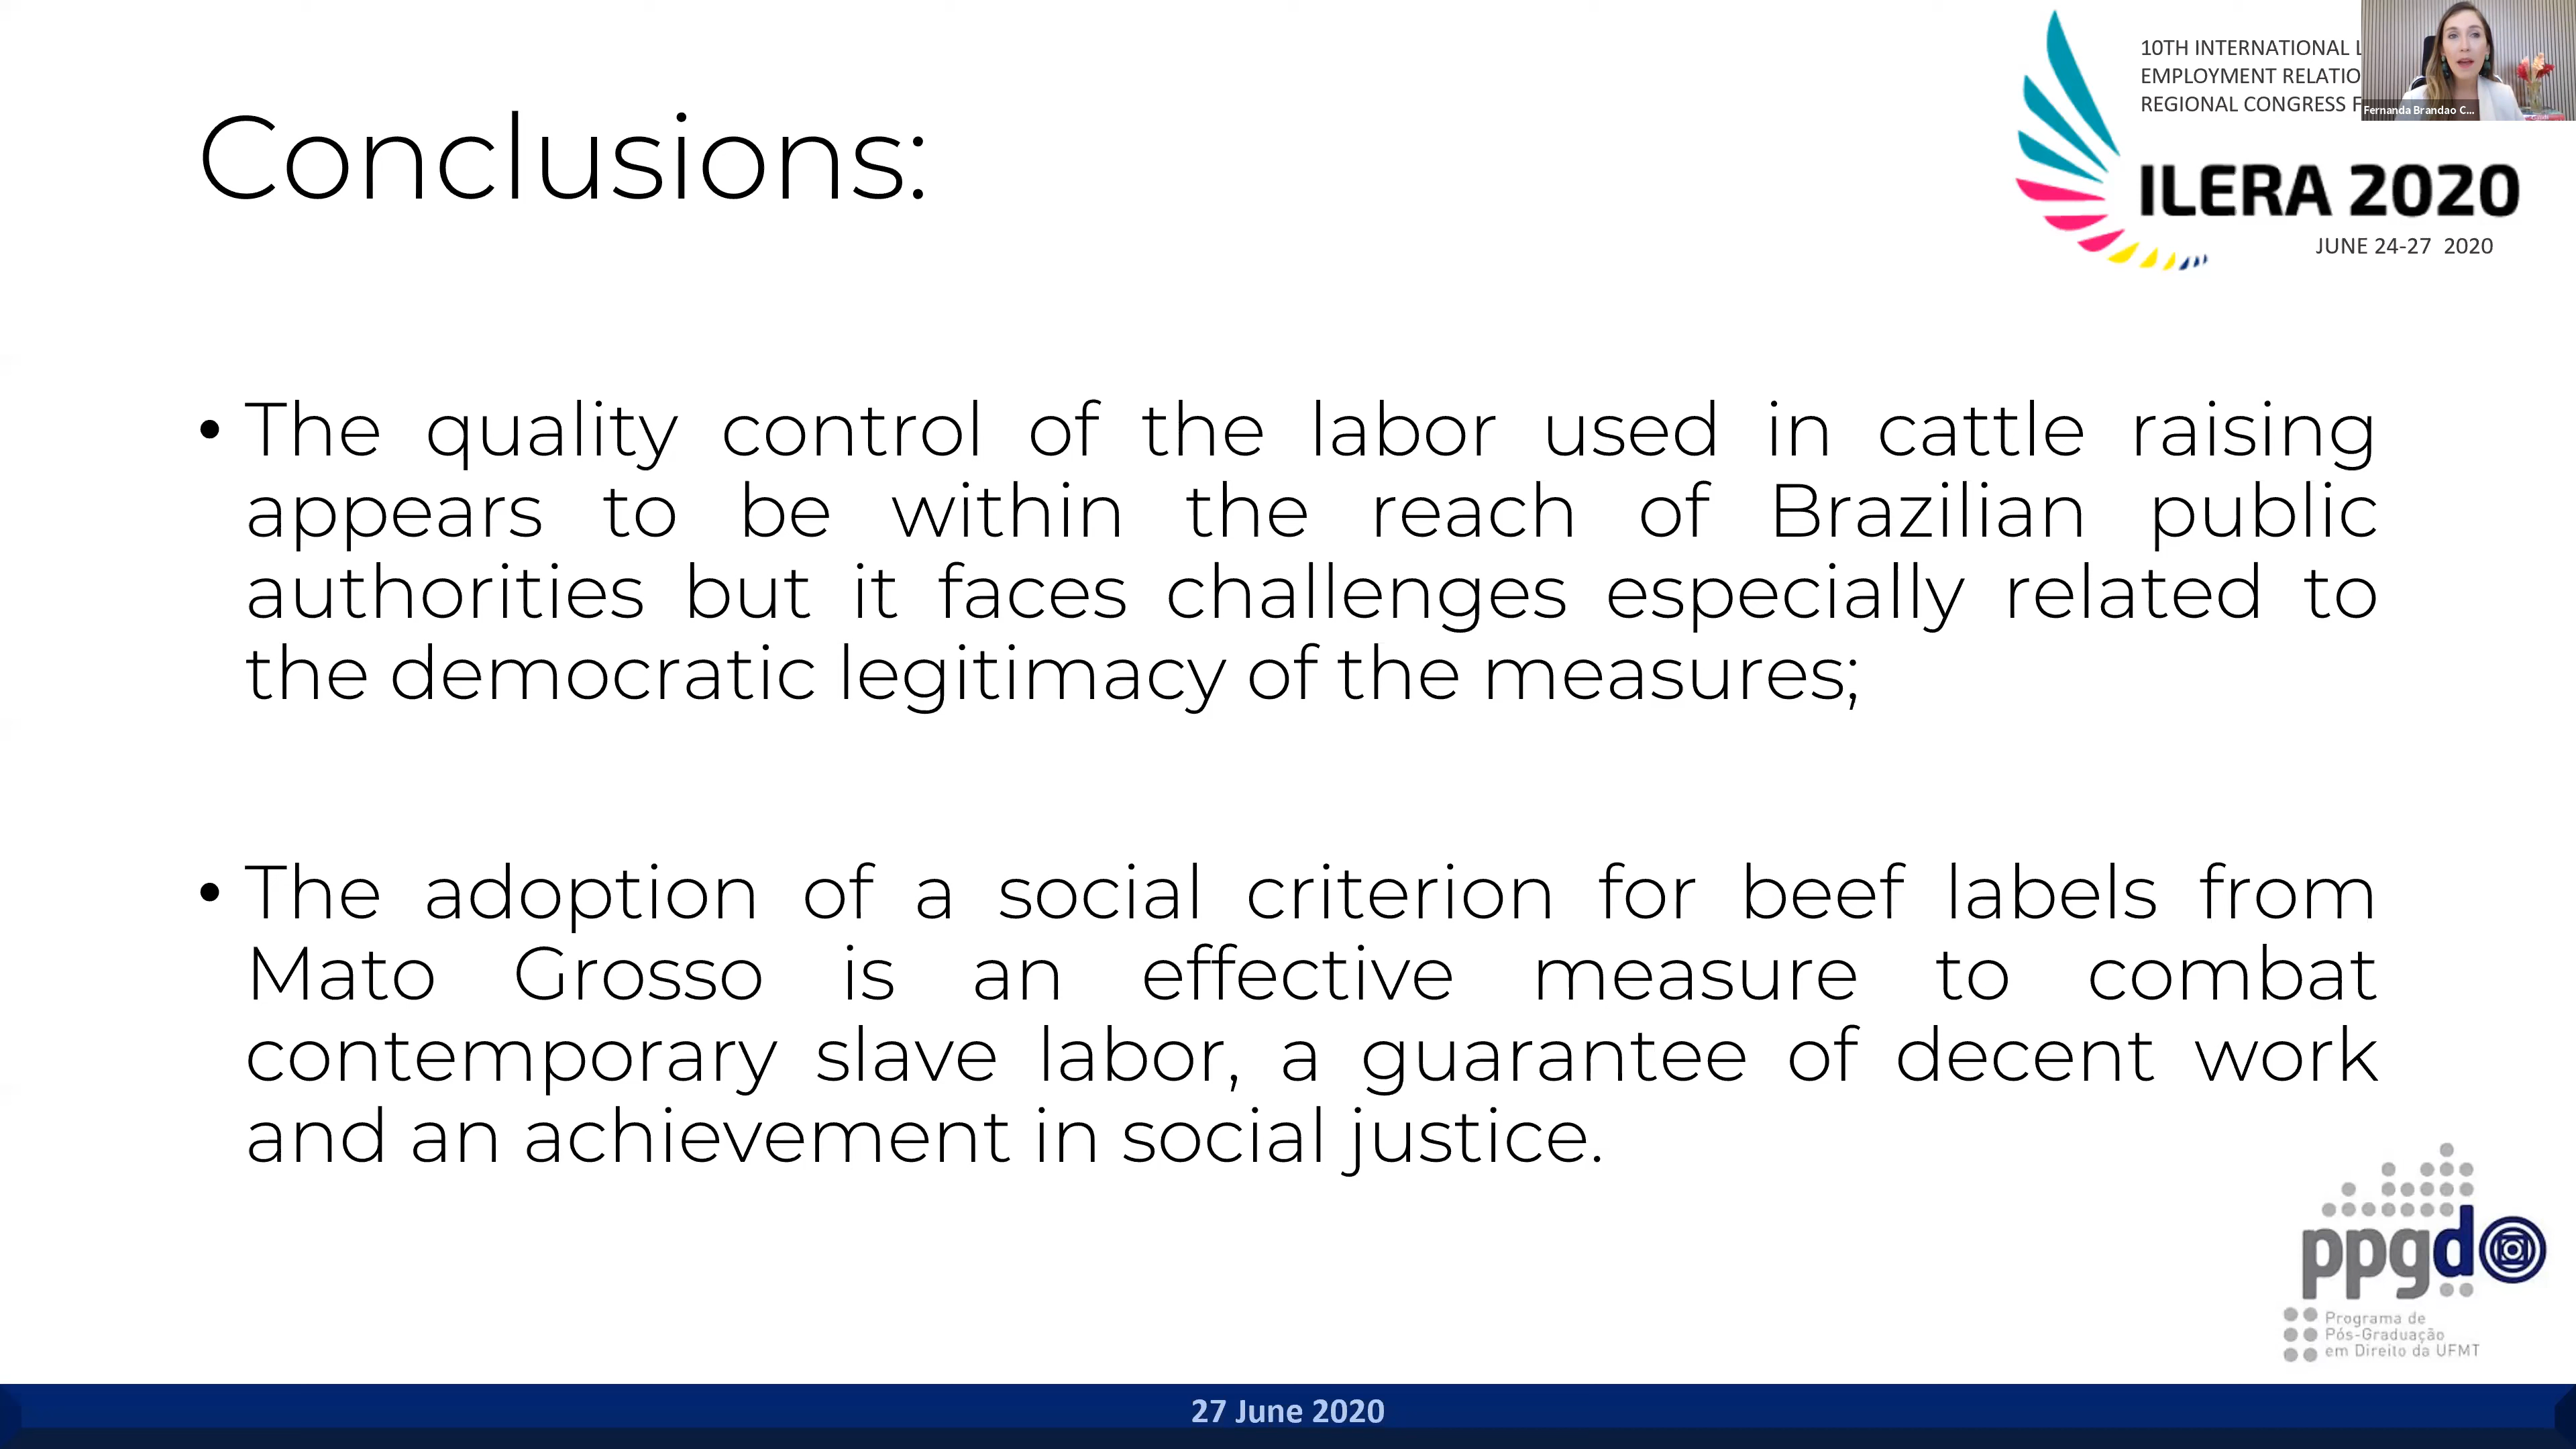 10TH INTERNATIONAL L
EMPLOYMENT RELATIO
REGIONAL CONGRESS F
Fernanda Brandao C...
Conclusions:
ILERA 2020
JUNE 24-27 2020
• The quality control of the labor used in cattle raising
appears to be within the reach of Brazilian public
authorities but it faces challenges especially related to
the democratic legitimacy of the measures;
• The adoption of a social criterion for beef labels from
Mato Grosso is an effective measure to combat
contemporary slave labor, a guarantee of decent work
and an achievement in social justice.
ppgd
Programa de
Pós-Graduação
em Direito da UFMT
27 June 2020